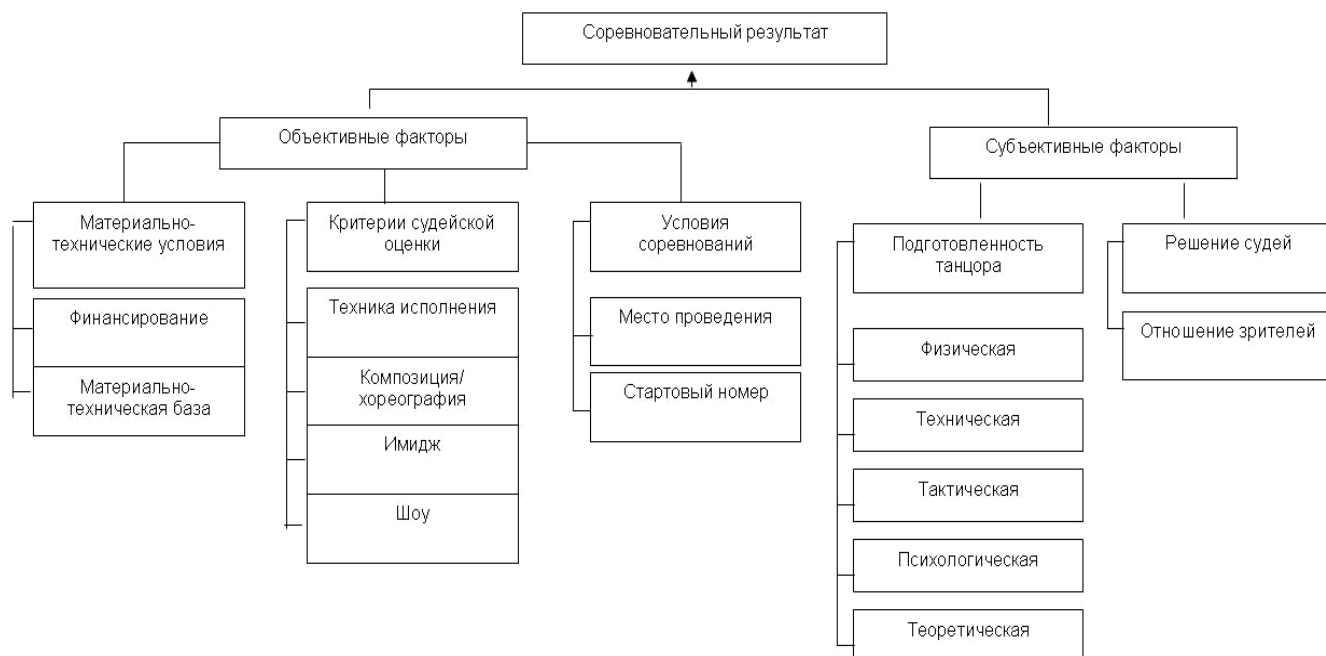 Соревновательный результат
Объективные факторы
Субъективные факторы
Материально-
технические условия
Финансирование
Материально-
техническая база
Критерии судейской
оценки
Техника исполнения
Композиция/
хореография
Имидж
Шоу
Условия
соревнований
Место проведения
Стартовый номер
Подготовленность
танцора
Физическая
Техническая
Тактическая
Психологическая
Теоретическая
Решение судей
Отношение зрителей